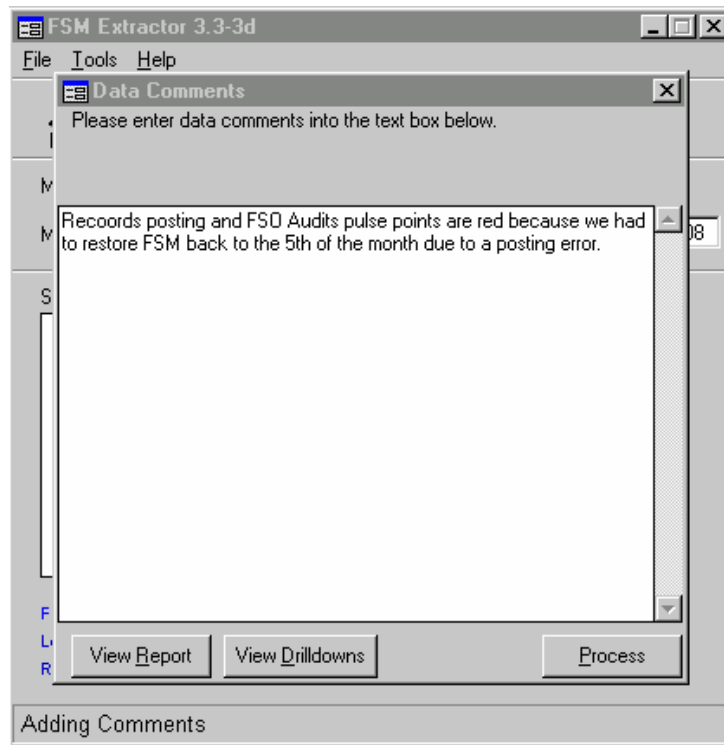 FSM Extractor 3.3-3d
File Tools Help
Data Comments
Please enter data comments into the text box below.
Recoords posting and FSO Audits pulse points are red because we had
to restore FSM back to the 5th of the month due to a posting error.
View Report View Drilldowns Process
Adding Comments